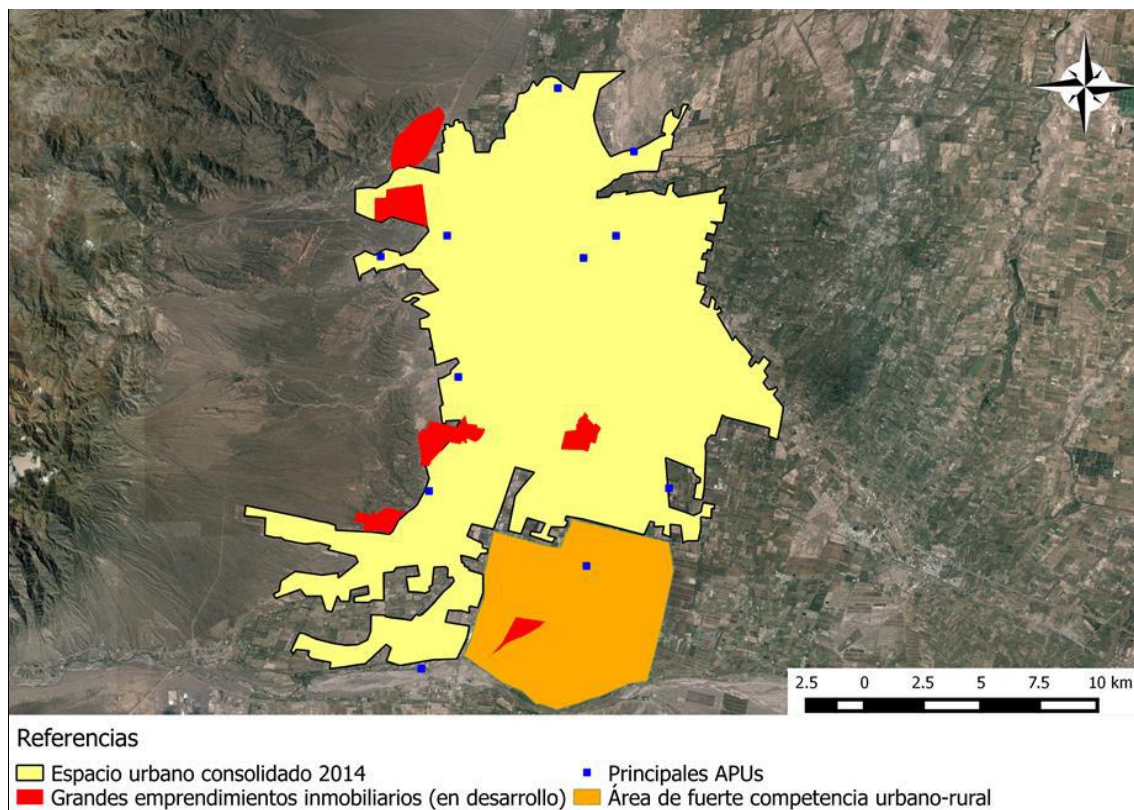 2.5 0 2.5 5 7.5 10 km
Referencias
Espacio urbano consolidado 2014
Principales APUs
Grandes emprendimientos inmobiliarios (en desarrollo)
Área de fuerte competencia urbano-rural